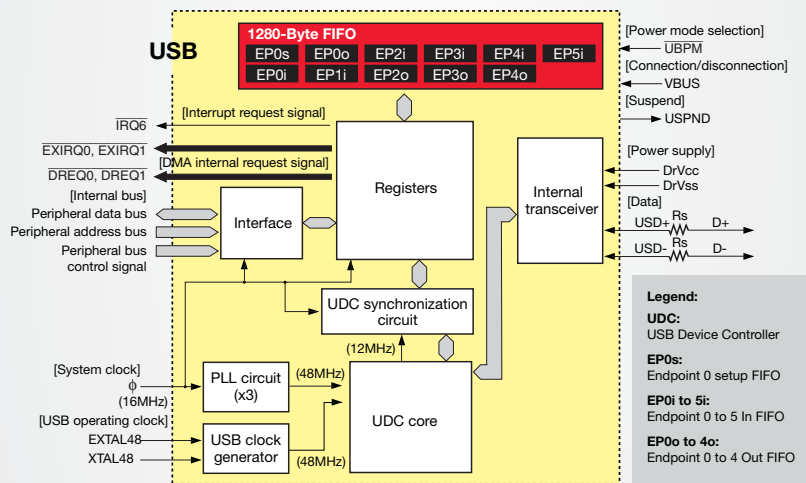 USB
1280-Byte FIFO
EP0s EP0o EP2i EP3i EP4i EP5i
EP0i EP1i EP2o EP3o EP4o
[Power mode selection]
UBPM
[Connection/disconnection]
VBUS
[Suspend]
USPND
[Interrupt request signal]
IRQ6
EXIRQ0, EXIRQ1
[DMA internal request signal]
DREQ0, DREQ1
[Internal bus]
Peripheral data bus
Peripheral address bus
Peripheral bus
control signal
Interface
Registers
Internal
transceiver
[Power supply]
DrVcc
DrVss
[Data]
USD+ Rs D+
USD- Rs D-
UDC synchronization
circuit
(12MHz)
[System clock]
ϕ
(16MHz)
PLL circuit
(x3)
(48MHz)
[USB operating clock]
EXTAL48
XTAL48
USB clock
generator
(48MHz)
UDC core
Legend:
UDC:
USB Device Controller
EP0s:
Endpoint 0 setup FIFO
EP0i to 5i:
Endpoint 0 to 5 In FIFO
EP0o to 4o:
Endpoint 0 to 4 Out FIFO